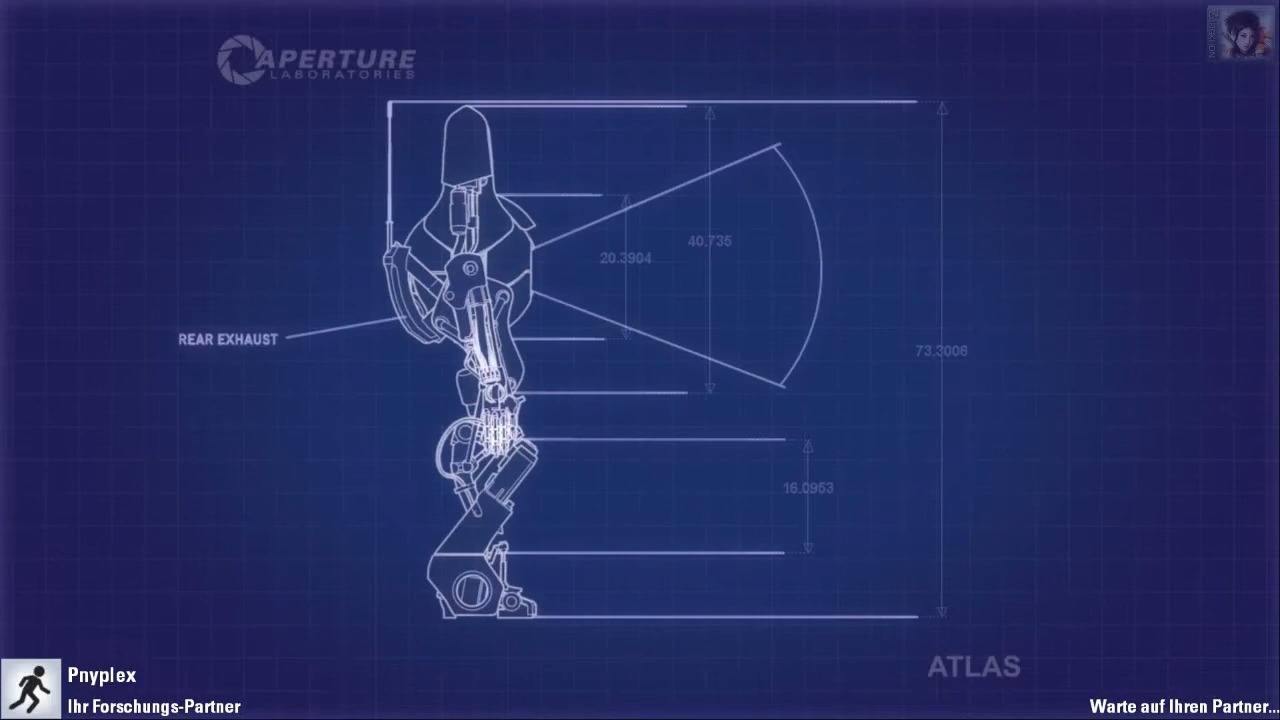 APERTURE
LABORATORIES
40.735
20.3904
REAR EXHAUST
73.3006
16.0953
ATLAS
Pnyplex
Ihr Forschungs-Partner
Warte auf Ihren Partner...